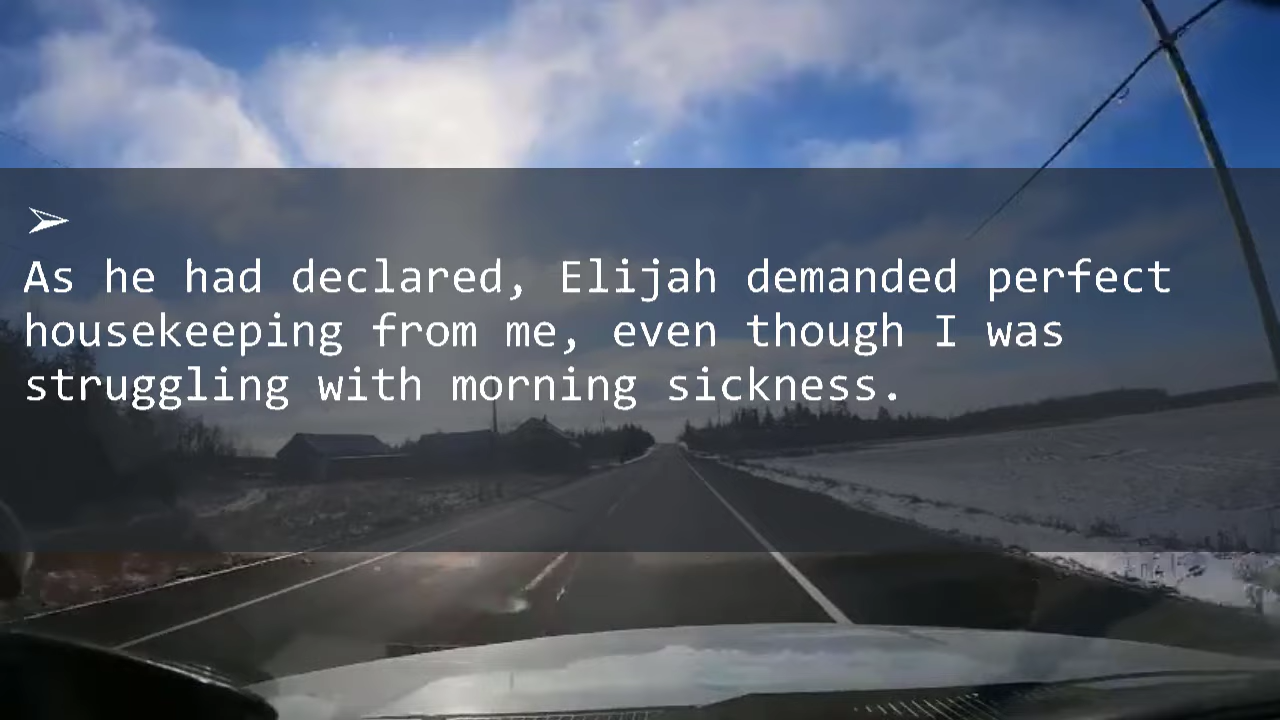 ➢
As he had declared, Elijah demanded perfect
housekeeping from me, even though I was
struggling with morning sickness.